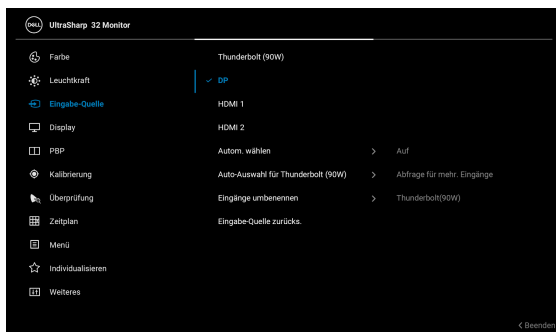 DELL UltraSharp 32 Monitor
Farbe
Thunderbolt (90W)
Leuchtkraft
DP
Eingabe-Quelle
HDMI 1
Display
HDMI 2
PBP
Autom. wählen
Auf
Kalibrierung
Auto-Auswahl für Thunderbolt (90W)
Abfrage für mehr. Eingänge
Überprüfung
Eingänge umbenennen
Thunderbolt(90W)
Zeitplan
Eingabe-Quelle zurücks.
Menü
Individualisieren
Weiteres
Beenden